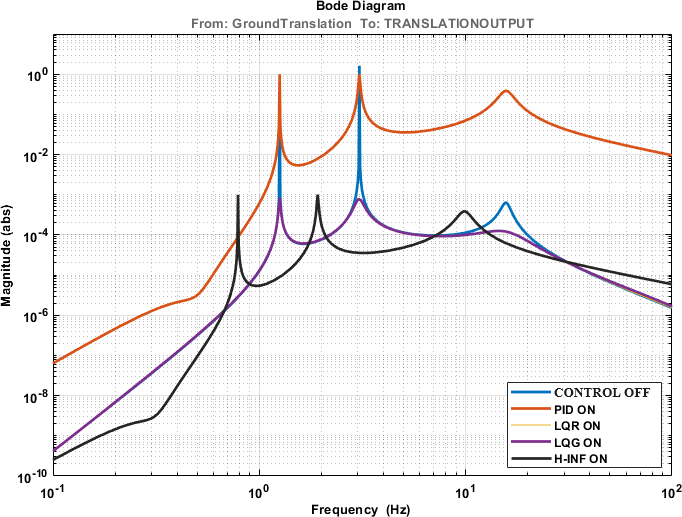 Bode Diagram
From: GroundTranslation To: TRANSLATIONOUTPUT
Magnitude (abs)
10^0
10^-2
10^-4
10^-6
10^-8
10^-10
CONTROL OFF
PID ON
LQR ON
LQG ON
H-INF ON
10^-1 10^0 10^1 10^2
Frequency (Hz)